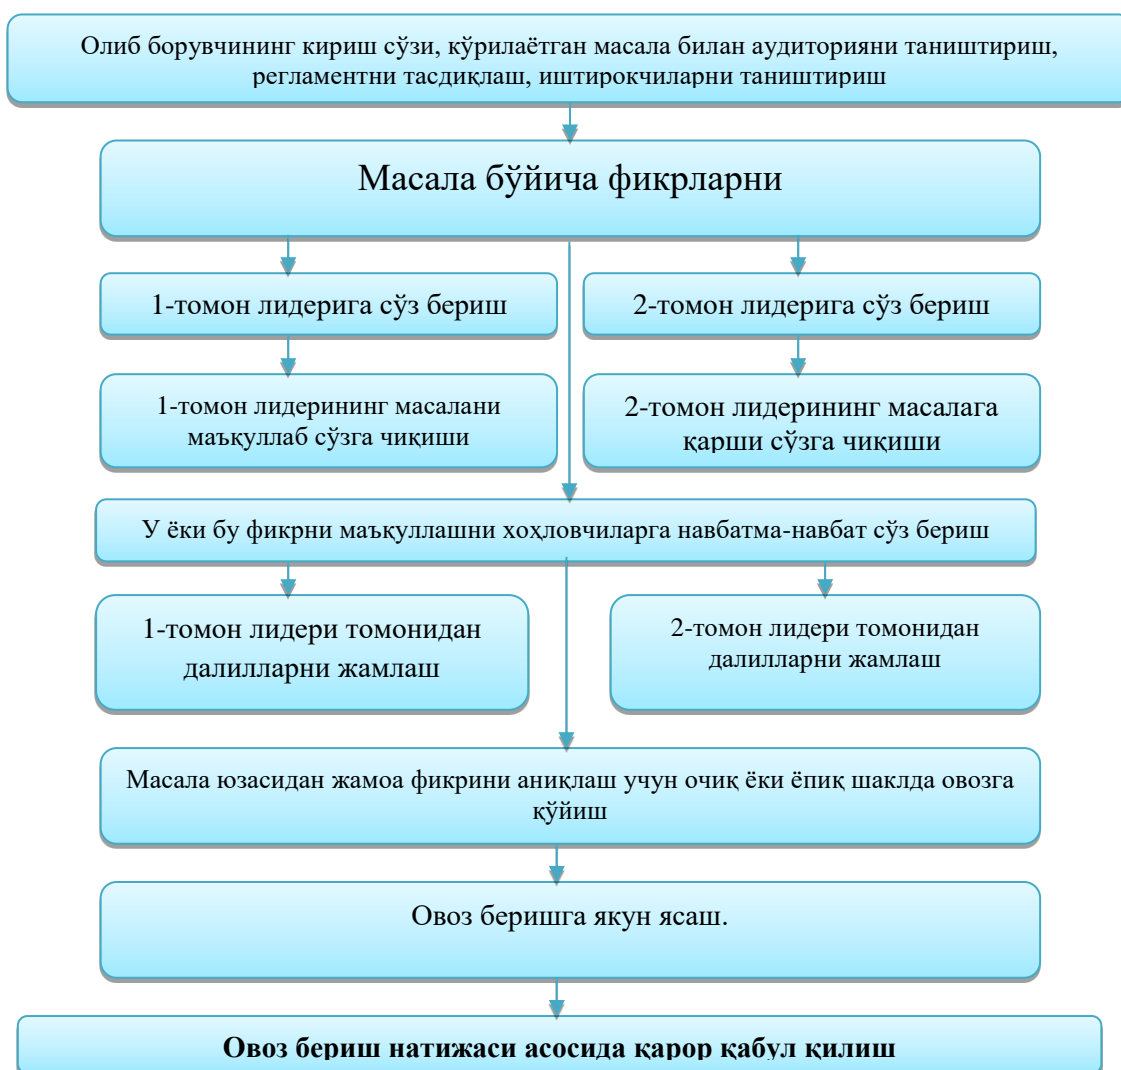 Олиб борувчининг кириш сўзи, кўрилаётган масала билан аудиторияни таништириш,
регламентни тасдиқлаш, иштирокчиларни таништириш
Масала бўйича фикрларни
1-томон лидерига сўз бериш
2-томон лидерига сўз бериш
1-томон лидерининг масалани
маъқуллаб сўзга чиқиши
2-томон лидерининг масалага
қарши сўзга чиқиши
У ёки бу фикрни маъқуллашни хоҳловчиларга навбатма-навбат сўз бериш
1-томон лидери томонидан
далилларни жамлаш
2-томон лидери томонидан
далилларни жамлаш
Масала юзасидан жамоа фикрини аниқлаш учун очиқ ёки ёпиқ шаклда овозга
қўйиш
Овоз беришга якун ясаш.
Овоз бериш натижаси асосида қарор қабул қилиш